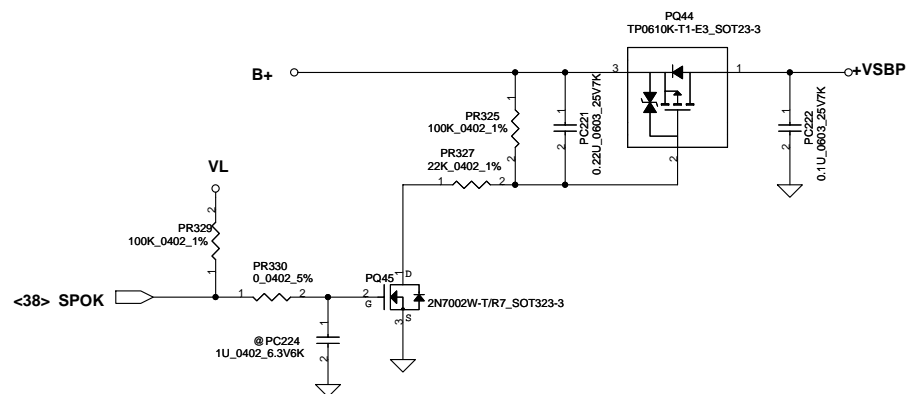 PQ44
TP0610K-T1-E3_SOT23-3
B+
3
1
+VSBP
1
PR325
100K_0402_1%
2
1
PC221
2
0.22U_0603_25V7K
1
PC222
2
0.1U_0603_25V7K
PR327
22K_0402_1%
1
2
2
VL
2
PR329
100K_0402_1%
1
<38> SPOK
PR330
0_0402_5%
1
2
PQ45
1
D
2
G
2N7002W-T/R7_SOT323-3
3
S
1
@PC224
1U_0402_6.3V6K
2